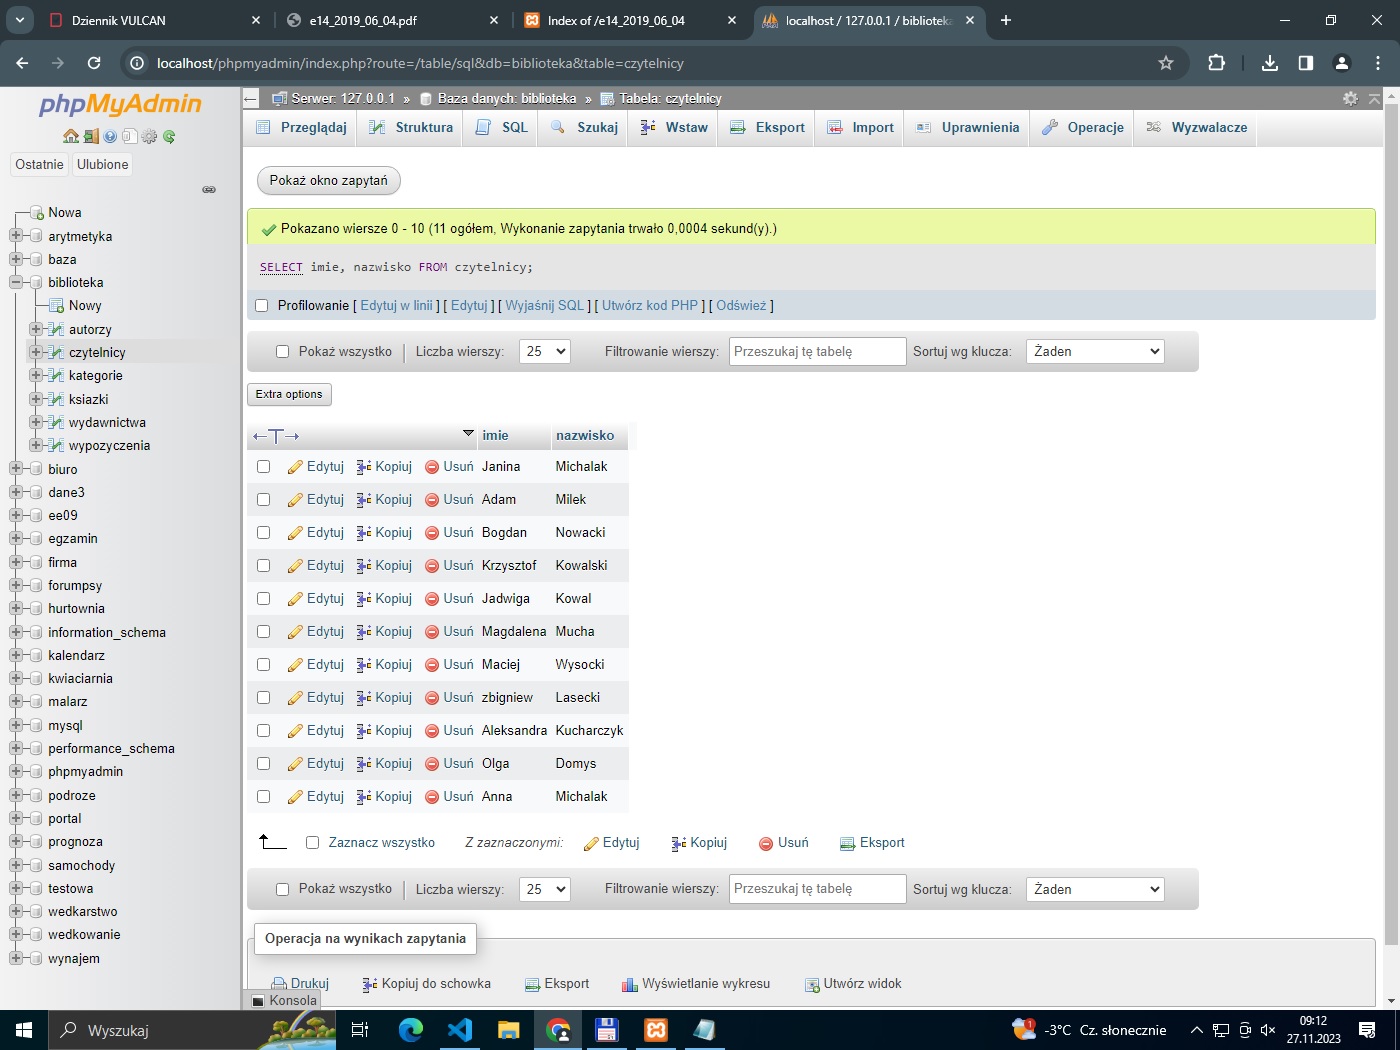 Dziennik VULCAN
e14_2019_06_04.pdf
Index of /e14_2019_06_04
localhost / 127.0.0.1 / biblioteka
localhost/phpmyadmin/index.php?route=/table/sql&db=biblioteka&table=czytelnicy
phpMyAdmin
Ostatnie Ulubione
Nowa
arytmetyka
baza
biblioteka
Nowy
autorzy
czytelnicy
kategorie
ksiazki
wydawnictwa
wypozyczenia
biuro
dane3
ee09
egzamin
firma
forumpsy
hurtownia
information_schema
kalendarz
kwiaciarnia
malarz
mysql
performance_schema
phpmyadmin
podroze
portal
prognoza
samochody
testowa
wedkarstwo
wedkowanie
wynajem
Serwer: 127.0.0.1 » Baza danych: biblioteka » Tabela: czytelnicy
Przeglądaj Struktura SQL Szukaj Wstaw Eksport Import Uprawnienia Operacje Wyzwalacze
Pokaż okno zapytań
Pokazano wiersze 0 - 10 (11 ogółem, Wykonanie zapytania trwało 0,0004 sekund(y).)
SELECT imie, nazwisko FROM czytelnicy;
Profilowanie [ Edytuj w linii ] [ Edytuj ] [ Wyjaśnij SQL ] [ Utwórz kod PHP ] [ Odśwież ]
Pokaż wszystko Liczba wierszy: 25 Filtrowanie wierszy: Przeszukaj tę tabelę Sortuj wg klucza: Żaden
Extra options
←T→ imie nazwisko
Edytuj Kopiuj Usuń Janina Michalak
Edytuj Kopiuj Usuń Adam Milek
Edytuj Kopiuj Usuń Bogdan Nowacki
Edytuj Kopiuj Usuń Krzysztof Kowalski
Edytuj Kopiuj Usuń Jadwiga Kowal
Edytuj Kopiuj Usuń Magdalena Mucha
Edytuj Kopiuj Usuń Maciej Wysocki
Edytuj Kopiuj Usuń zbigniew Lasecki
Edytuj Kopiuj Usuń Aleksandra Kucharczyk
Edytuj Kopiuj Usuń Olga Domys
Edytuj Kopiuj Usuń Anna Michalak
Zaznacz wszystko Z zaznaczonymi: Edytuj Kopiuj Usuń Eksport
Pokaż wszystko Liczba wierszy: 25 Filtrowanie wierszy: Przeszukaj tę tabelę Sortuj wg klucza: Żaden
Operacja na wynikach zapytania
Drukuj Kopiuj do schowka Eksport Wyświetlanie wykresu Utwórz widok
Konsola
Wyszukaj
1
-3°C Cz. słonecznie
09:12
27.11.2023